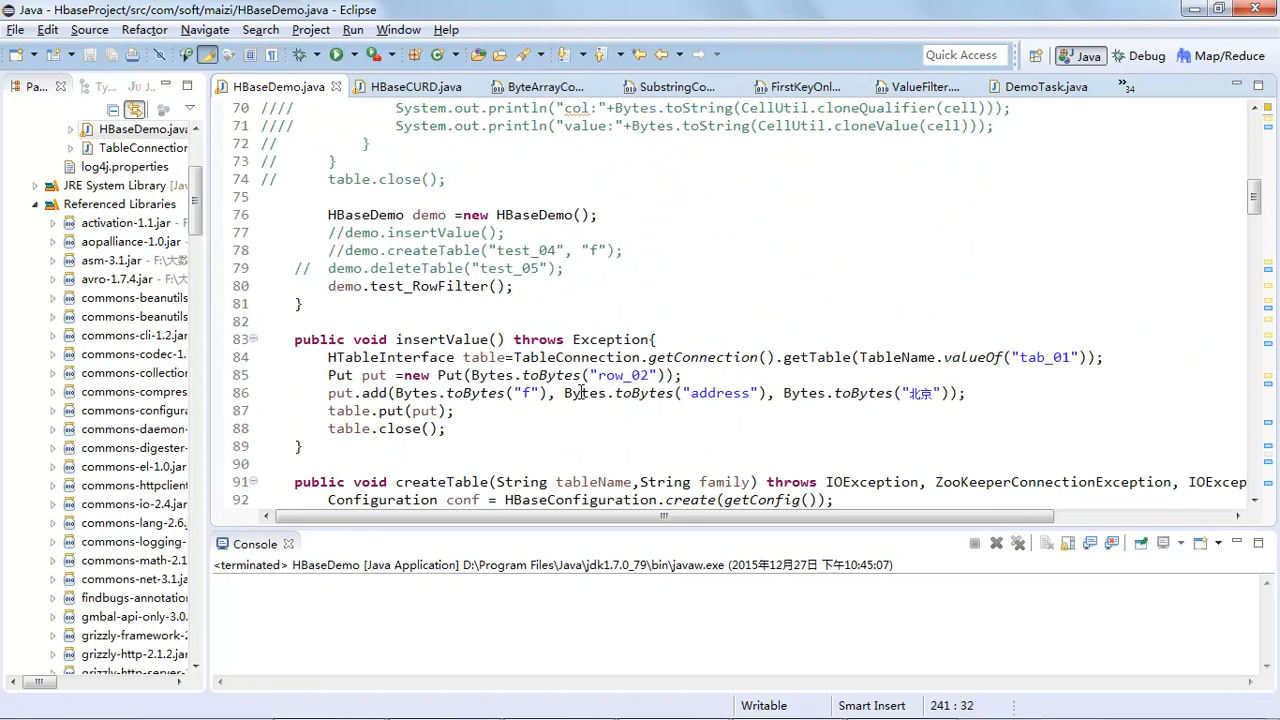 Java - HbaseProject/src/com/soft/maizi/HBaseDemo.java - Eclipse
File Edit Source Refactor Navigate Search Project Run Window Help
Quick Access Java Debug Map/Reduce
Pa... Ty... Ju J
HBaseDemo.java HBaseCURD.java ByteArrayCo... SubstringCo... FirstKeyOnl... ValueFilter.... DemoTask.java »34
HBaseDemo.java
TableConnection
log4j.properties
JRE System Library [Jav
Referenced Libraries
activation-1.1.jar - F
aopalliance-1.0.jar
asm-3.1.jar - F:\大数
avro-1.7.4.jar - F:\大
commons-beanutils
commons-beanutils
commons-cli-1.2.jar
commons-codec-1.
commons-collection
commons-compres
commons-configura
commons-daemon-
commons-digester-
commons-el-1.0.jar
commons-httpclient
commons-io-2.4.jar
commons-lang-2.6.
commons-logging-
commons-math-2.1
commons-net-3.1.j
findbugs-annotation
gmbal-api-only-3.0.
grizzly-framework-2
grizzly-http-2.1.2.ja
grizzly-http-server-
70 //// System.out.println("col:"+Bytes.toString(CellUtil.cloneQualifier(cell)));
71 //// System.out.println("value:"+Bytes.toString(CellUtil.cloneValue(cell)));
72 // }
73 // }
74 // table.close();
75
76 HBaseDemo demo =new HBaseDemo();
77 //demo.insertValue();
78 //demo.createTable("test_04", "f");
79 // demo.deleteTable("test_05");
80 demo.test_RowFilter();
81 }
82
83 public void insertValue() throws Exception{
84 HTableInterface table=TableConnection.getConnection().getTable(TableName.valueOf("tab_01"));
85 Put put =new Put(Bytes.toBytes("row_02"));
86 put.add(Bytes.toBytes("f"), Bytes.toBytes("address"), Bytes.toBytes("北京"));
87 table.put(put);
88 table.close();
89 }
90
91 public void createTable(String tableName,String family) throws IOException, ZooKeeperConnectionException, IOExcep
92 Configuration conf = HBaseConfiguration.create(getConfig());
Console
<terminated> HBaseDemo [Java Application] D:\Program Files\Java\jdk1.7.0_79\bin\javaw.exe (2015年12月27日 下午10:45:07)
Writable Smart Insert 241 : 32